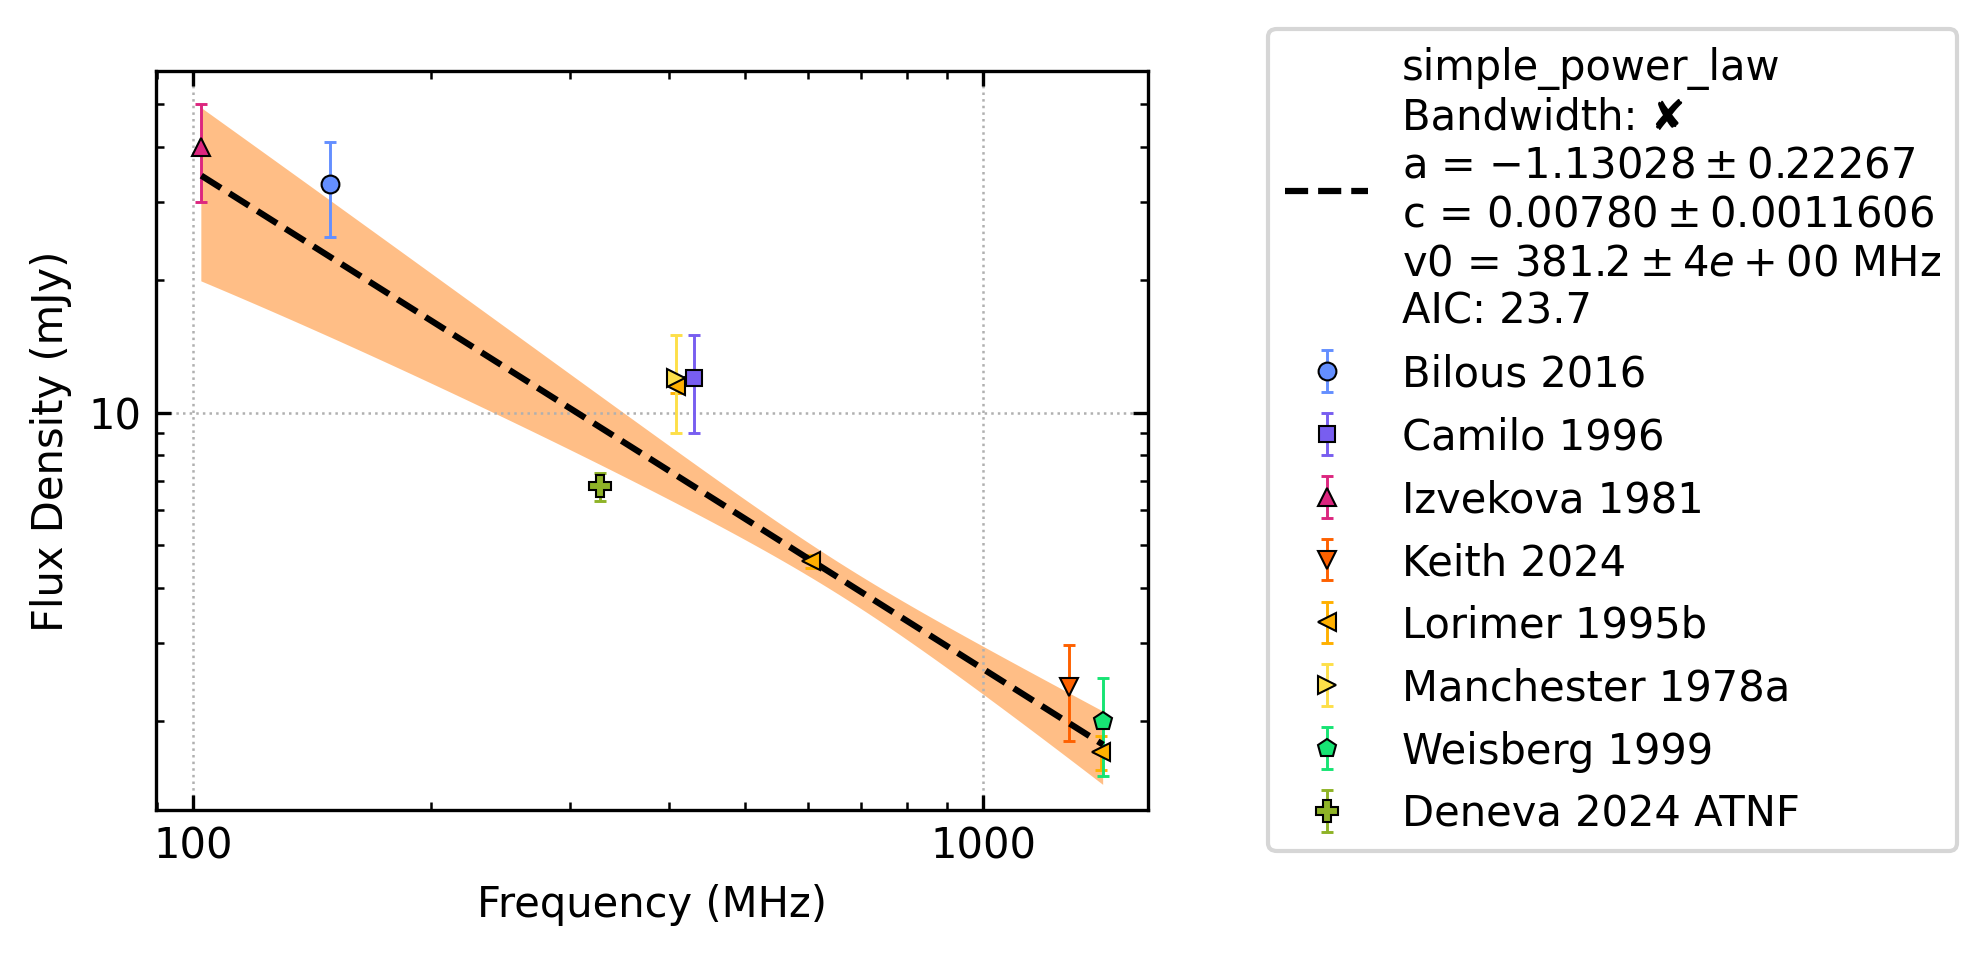 simple_power_law
Bandwidth: ✘
a = −1.13028 ± 0.22267
c = 0.00780 ± 0.0011606
v0 = 381.2 ± 4e + 00 MHz
AIC: 23.7
Bilous 2016
Camilo 1996
Izvekova 1981
Keith 2024
Lorimer 1995b
Manchester 1978a
Weisberg 1999
Deneva 2024 ATNF
Flux Density (mJy)
10
100
1000
Frequency (MHz)